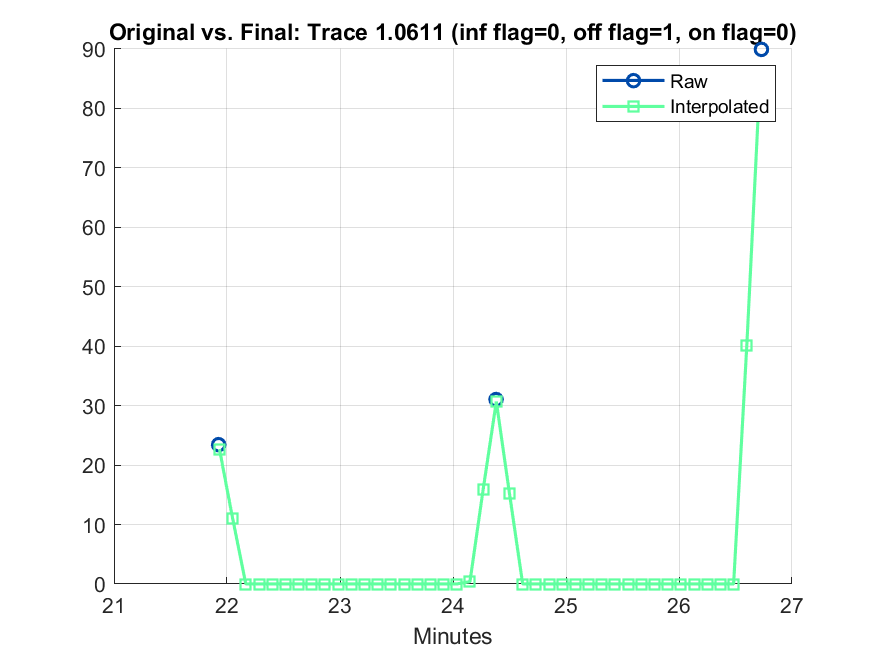 Original vs. Final: Trace 1.0611 (inf flag=0, off flag=1, on flag=0)
90
80
70
60
50
40
30
20
10
0
Raw
Interpolated
21 22 23 24 25 26 27
Minutes